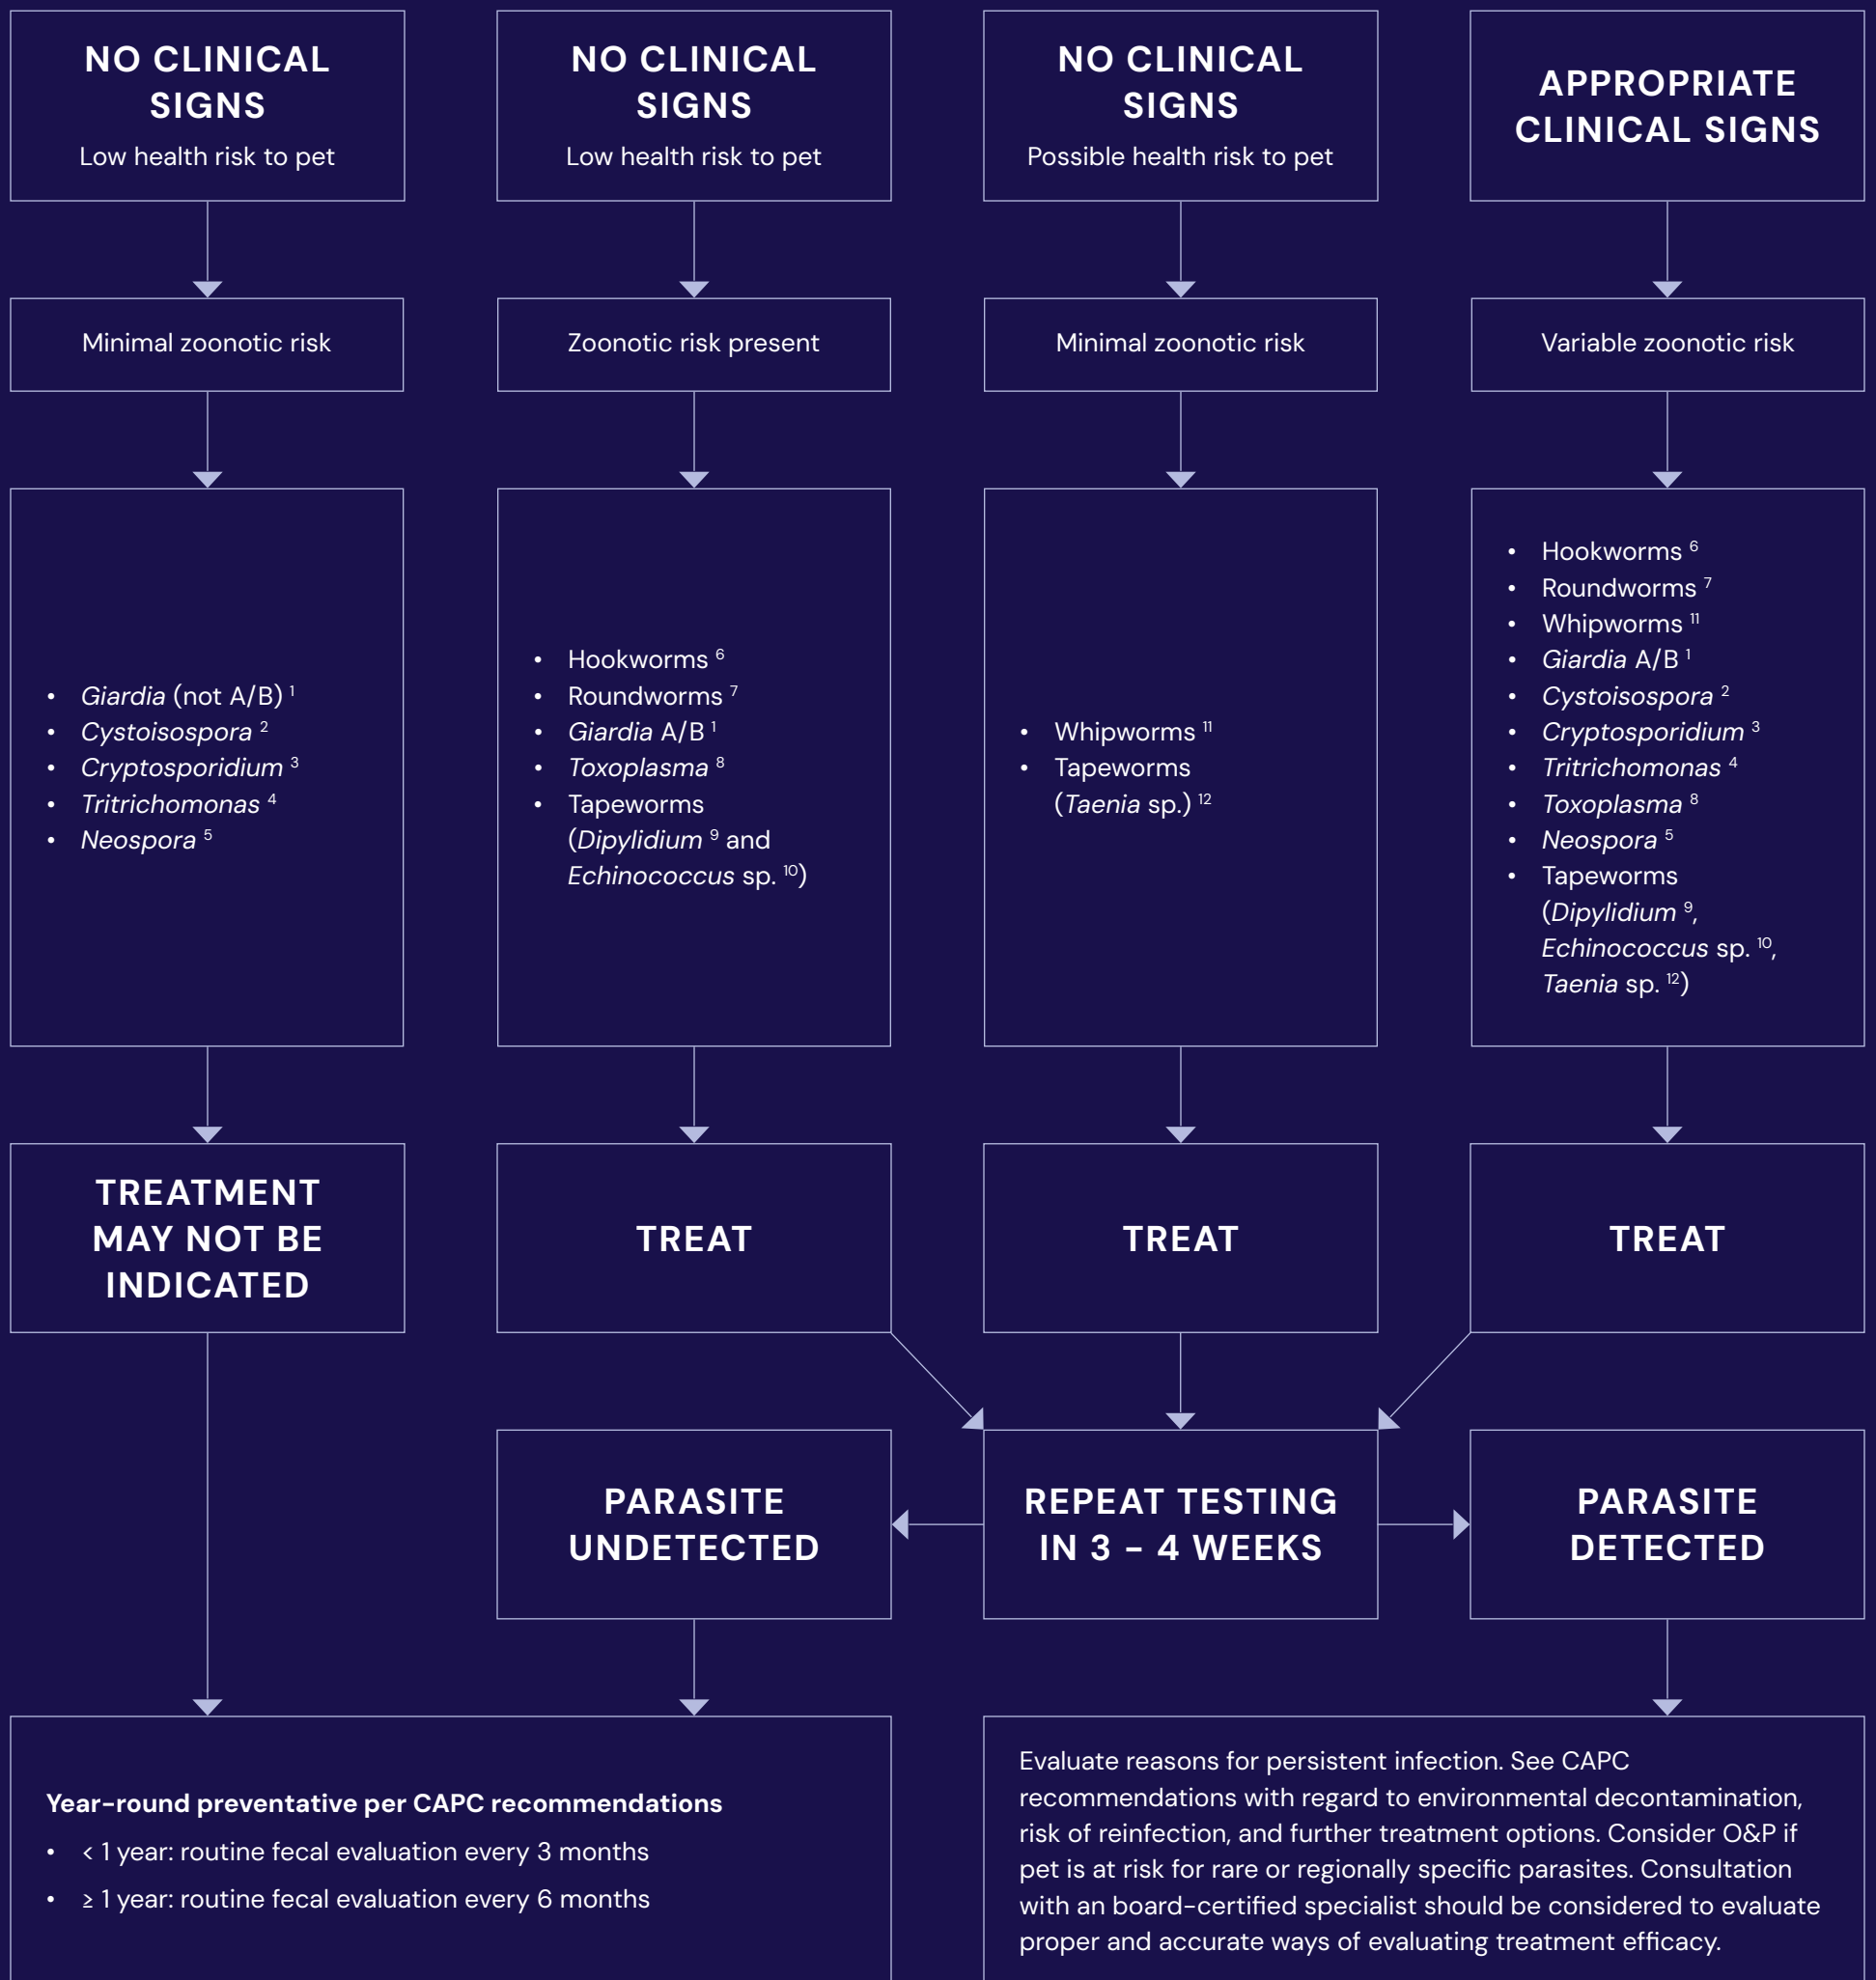 NO CLINICAL
SIGNS
Low health risk to pet
NO CLINICAL
SIGNS
Low health risk to pet
NO CLINICAL
SIGNS
Possible health risk to pet
APPROPRIATE
CLINICAL SIGNS
Minimal zoonotic risk
Zoonotic risk present
Minimal zoonotic risk
Variable zoonotic risk
• Giardia (not A/B) 1
• Cystoisospora 2
• Cryptosporidium 3
• Tritrichomonas 4
• Neospora 5
• Hookworms 6
• Roundworms 7
• Giardia A/B 1
• Toxoplasma 8
• Tapeworms
(Dipylidium 9 and
Echinococcus sp. 10)
• Whipworms 11
• Tapeworms
(Taenia sp.) 12
• Hookworms 6
• Roundworms 7
• Whipworms 11
• Giardia A/B 1
• Cystoisospora 2
• Cryptosporidium 3
• Tritrichomonas 4
• Toxoplasma 8
• Neospora 5
• Tapeworms
(Dipylidium 9,
Echinococcus sp. 10,
Taenia sp. 12)
TREATMENT
MAY NOT BE
INDICATED
TREAT
TREAT
TREAT
PARASITE
UNDETECTED
REPEAT TESTING
IN 3 – 4 WEEKS
PARASITE
DETECTED
Year-round preventative per CAPC recommendations
• < 1 year: routine fecal evaluation every 3 months
• ≥ 1 year: routine fecal evaluation every 6 months
Evaluate reasons for persistent infection. See CAPC
recommendations with regard to environmental decontamination,
risk of reinfection, and further treatment options. Consider O&P if
pet is at risk for rare or regionally specific parasites. Consultation
with an board-certified specialist should be considered to evaluate
proper and accurate ways of evaluating treatment efficacy.